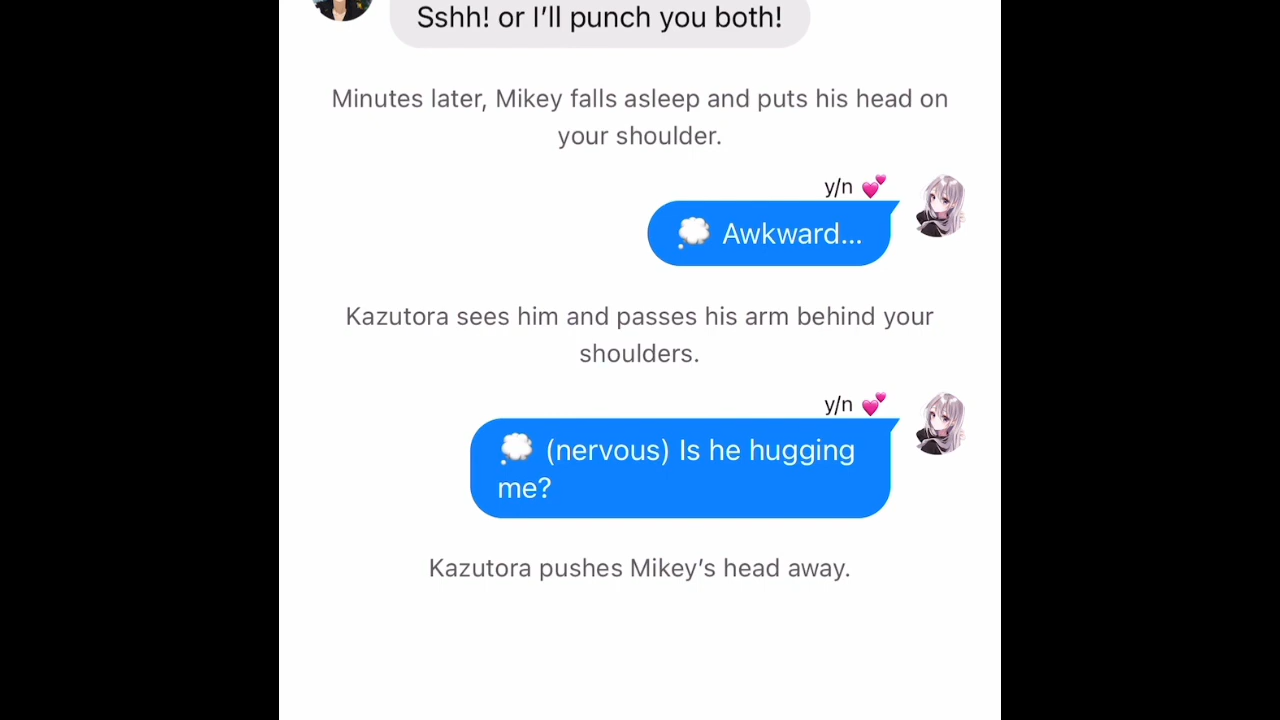 Sshh! or I’ll punch you both!
Minutes later, Mikey falls asleep and puts his head on
your shoulder.
y/n 💕
💭 Awkward...
Kazutora sees him and passes his arm behind your
shoulders.
y/n 💕
💭 (nervous) Is he hugging
me?
Kazutora pushes Mikey’s head away.